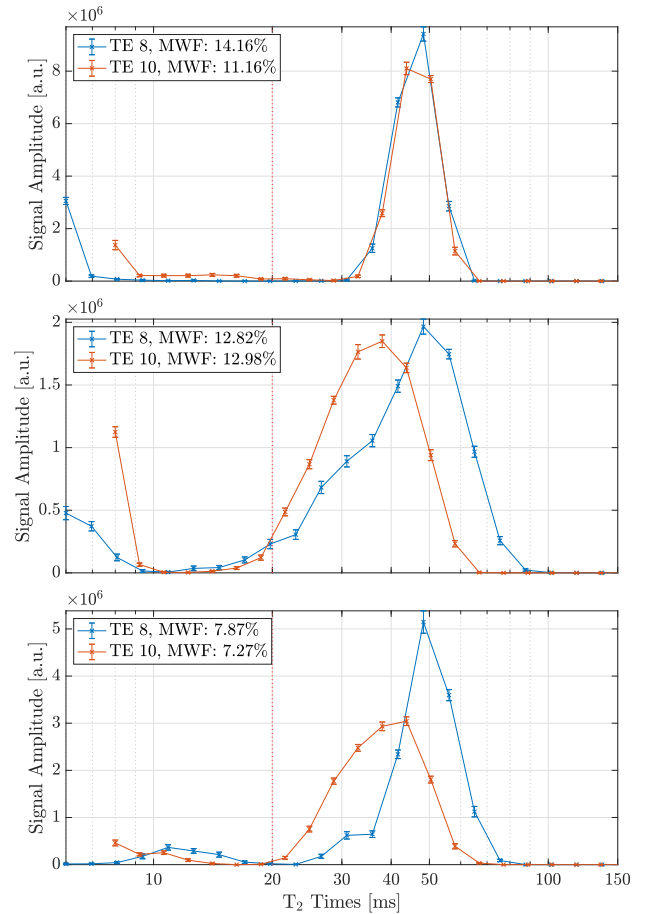 ×10⁶
TE 8, MWF: 14.16%
TE 10, MWF: 11.16%
Signal Amplitude [a.u.]
8
6
4
2
0
×10⁶
TE 8, MWF: 12.82%
TE 10, MWF: 12.98%
Signal Amplitude [a.u.]
2
1.5
1
0.5
0
×10⁶
TE 8, MWF: 7.87%
TE 10, MWF: 7.27%
Signal Amplitude [a.u.]
5
4
3
2
1
0
10 20 30 40 50 100 150
T₂ Times [ms]